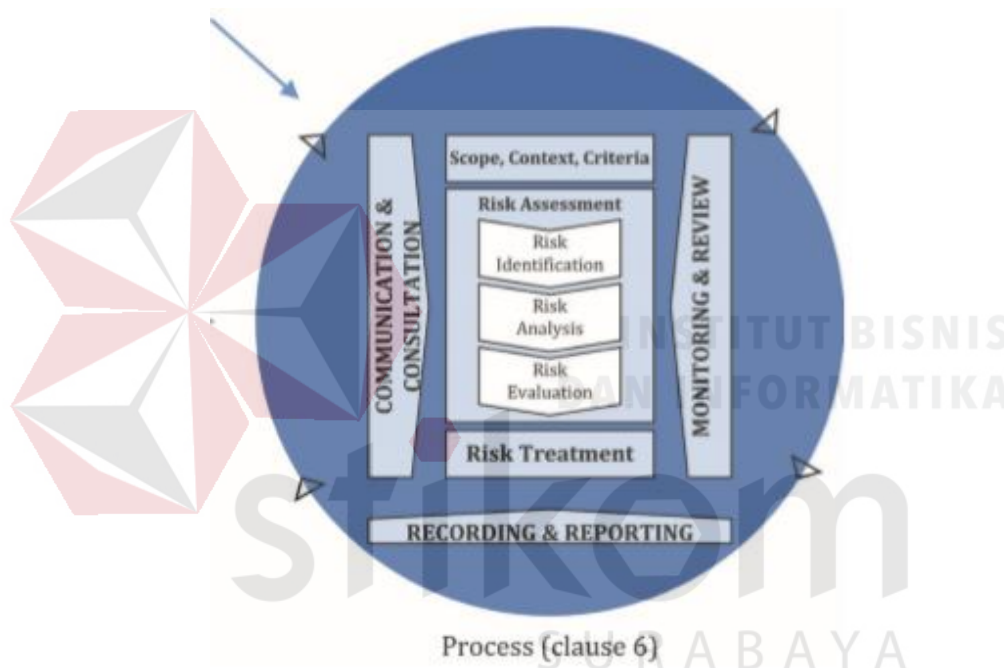 Scope, Context, Criteria
Risk Assessment
Risk
Identification
Risk
Analysis
Risk
Evaluation
Risk Treatment
COMMUNICATION &
CONSULTATION
MONITORING & REVIEW
RECORDING & REPORTING
Process (clause 6)
INSTITUT BISNIS
DAN INFORMATIKA
stikom
SURABAYA